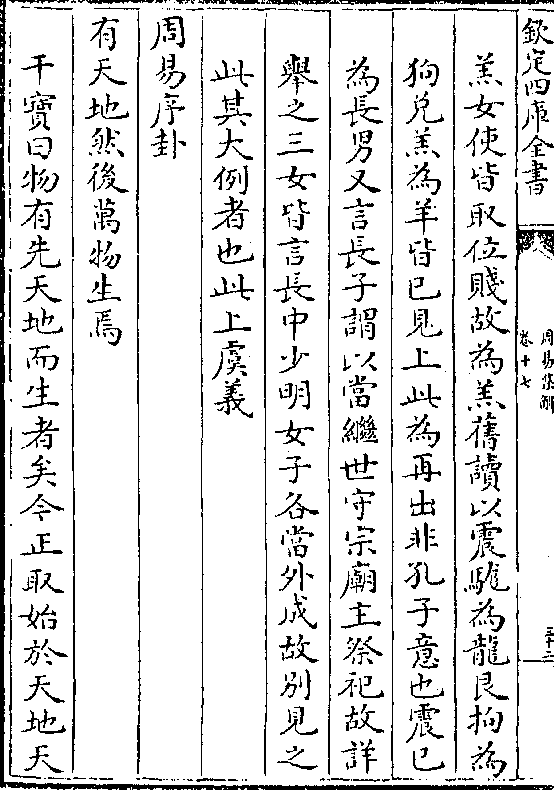 欽定四庫全書
周易集解
卷十七
羔女使皆取位賤故為羔舊讀以震駹為龍艮拘為
狗兌羔為羊皆已見上此為再出非孔子意也震已
為長男又言長子謂以當繼世守宗廟主祭祀故詳
舉之三女皆言長中少明女子各當外成故別見之
此其大例者也此上虞義
周易序卦
有天地然後萬物生焉
干寶曰物有先天地而生者矣今正取始於天地天